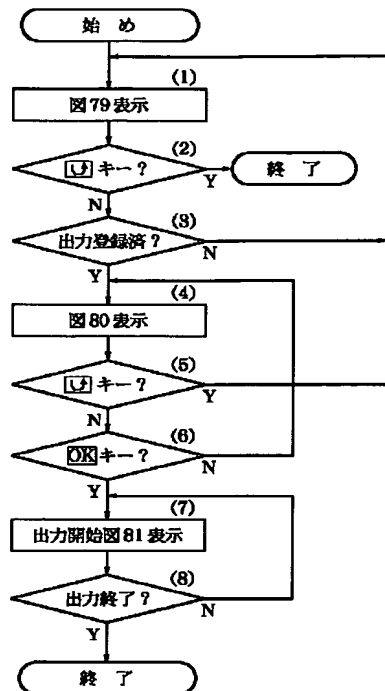 始め
(1)
図79表示
(2)
キー?
Y
終了
N
(3)
出力登録済?
N
Y
(4)
図80表示
(5)
キー?
Y
N
(6)
OKキー?
N
Y
(7)
出力開始図81表示
(8)
出力終了?
N
Y
終了